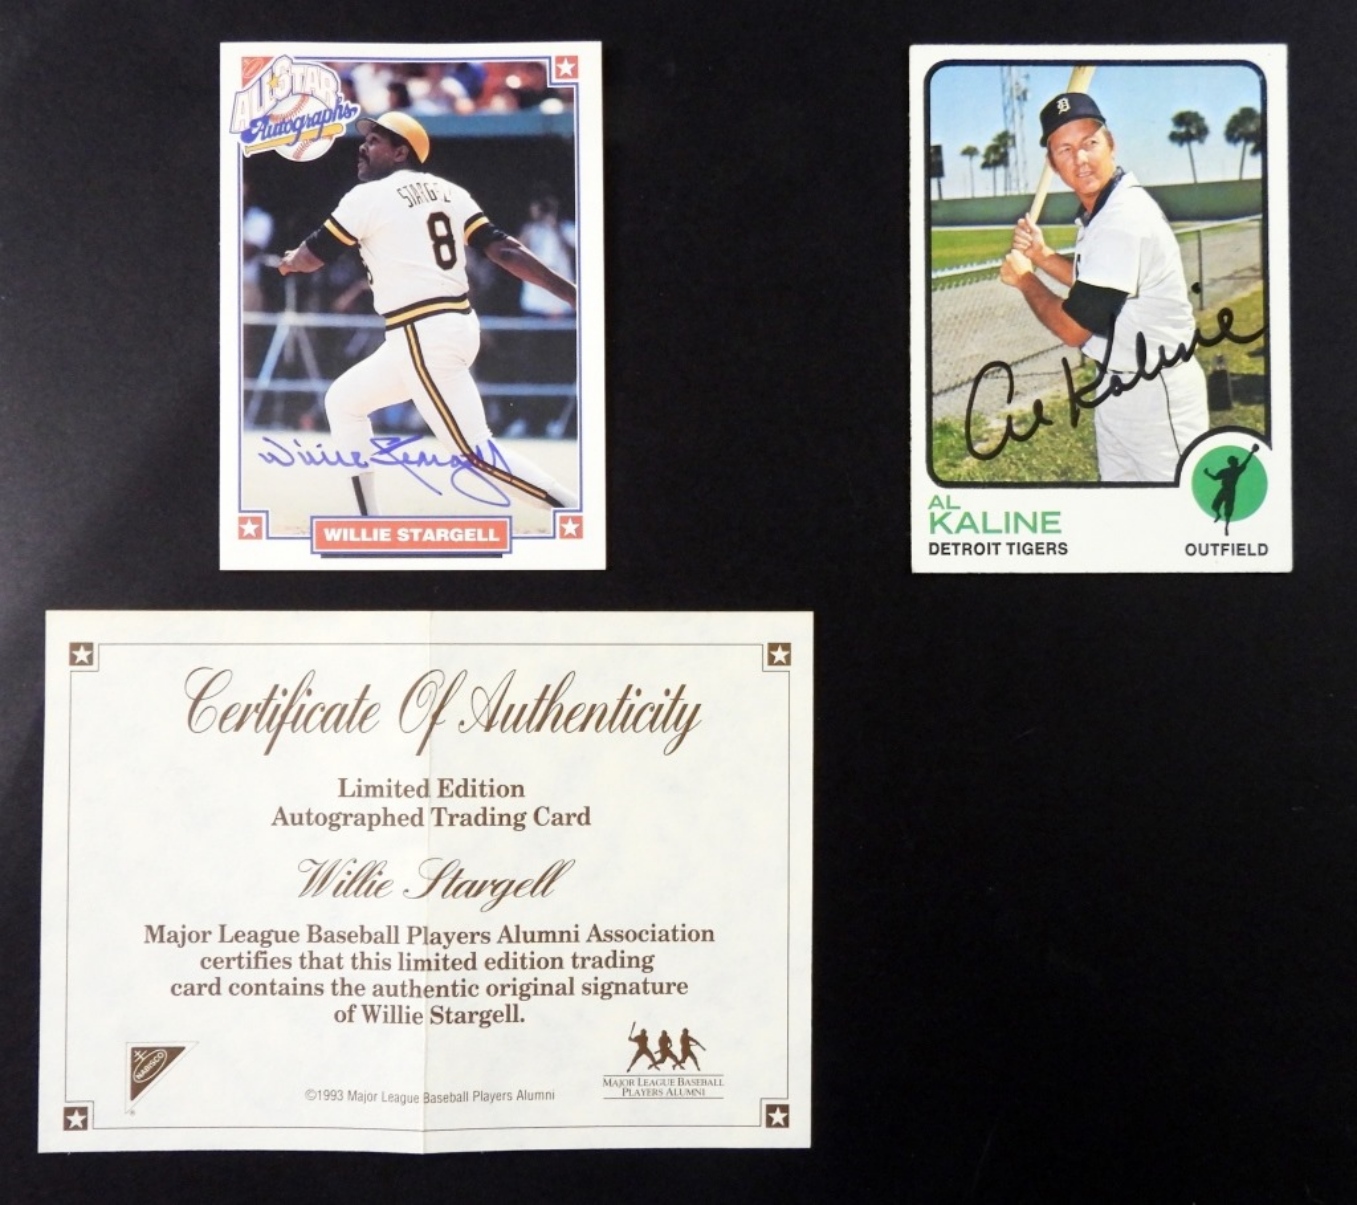 ALL STAR
Autographs
STARGELL
8
Willie Stargell
WILLIE STARGELL
D
Al Kaline
AL
KALINE
DETROIT TIGERS
OUTFIELD
Certificate Of Authenticity
Limited Edition
Autographed Trading Card
Willie Stargell
Major League Baseball Players Alumni Association
certifies that this limited edition trading
card contains the authentic original signature
of Willie Stargell.
NABISCO
©1993 Major League Baseball Players Alumni
MAJOR LEAGUE BASEBALL
PLAYERS ALUMNI